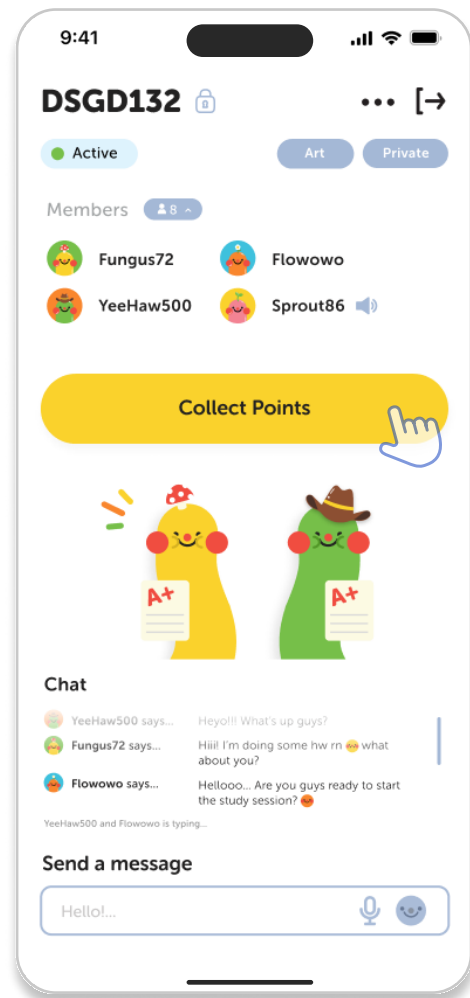 9:41
DSGD132
Active
Art
Private
Members
8
Fungus72
Flowowo
YeeHaw500
Sprout86
Collect Points
A+
A+
Chat
YeeHaw500 says...
Heyo!!! What's up guys?
Fungus72 says...
Hiii! I'm doing some hw rn what
about you?
Flowowo says...
Hellooo... Are you guys ready to start
the study session?
YeeHaw500 and Flowowo is typing...
Send a message
Hello!...